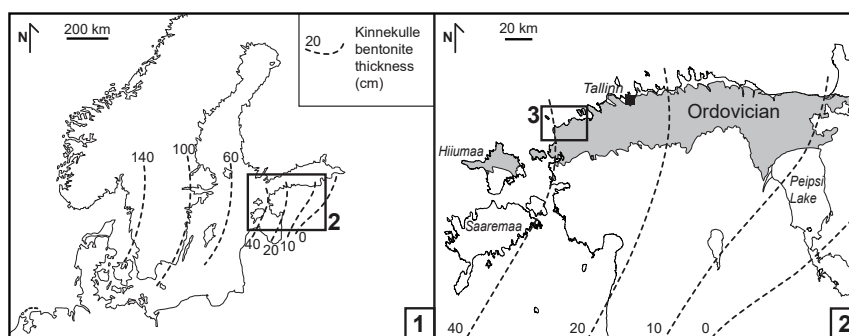 N
200 km
20
Kinnekulle
bentonite
thickness
(cm)
140
100
60
2
40
20
10
0
1
N
20 km
Tallinn
3
Ordovician
Hiiumaa
Peipsi
Lake
Saaremaa
40
20
10
0
2